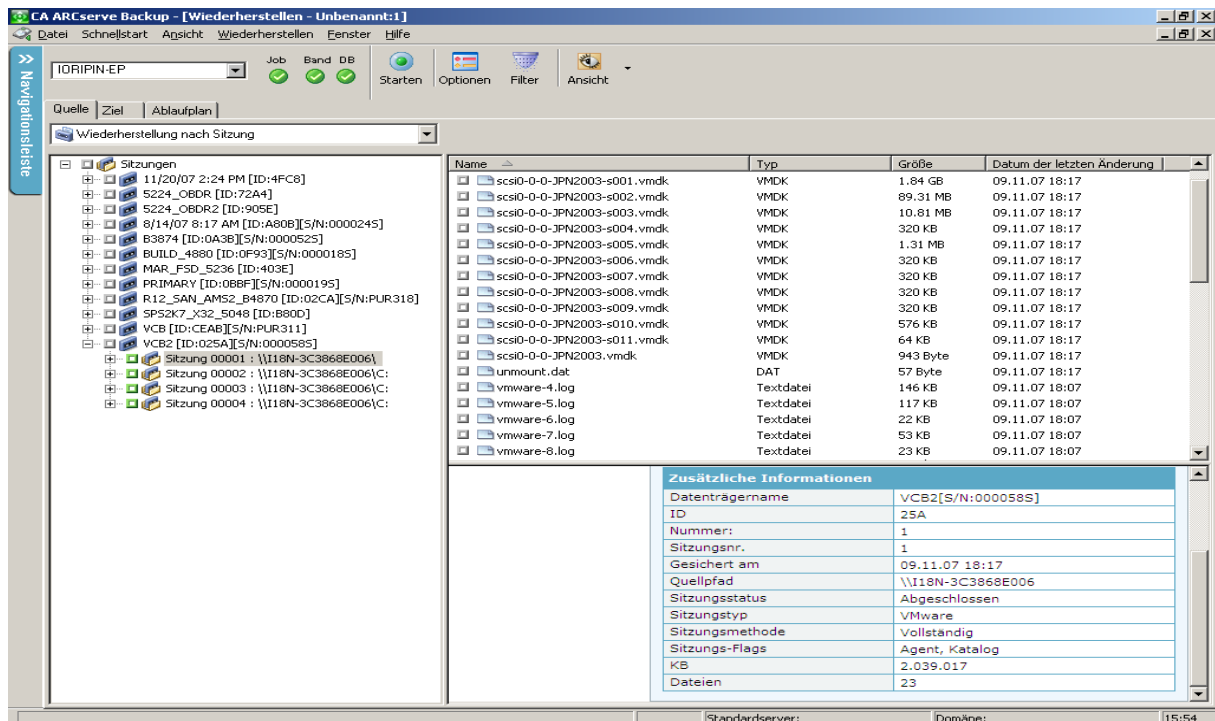 CA ARCserve Backup - [Wiederherstellen - Unbenannt:1]
Datei Schnellstart Ansicht Wiederherstellen Fenster Hilfe
Navigationsleiste
IORIPIN-EP
Job Band DB
Starten Optionen Filter Ansicht
Quelle Ziel Ablaufplan
Wiederherstellung nach Sitzung
Sitzungen
11/20/07 2:24 PM [ID:4FC8]
5224_OBDR [ID:72A4]
5224_OBDR2 [ID:905E]
8/14/07 8:17 AM [ID:A80B][S/N:000024S]
B3874 [ID:0A3B][S/N:000052S]
BUILD_4880 [ID:0F93][S/N:000018S]
MAR_FSD_5236 [ID:403E]
PRIMARY [ID:0BBF][S/N:000019S]
R12_SAN_AMS2_B4870 [ID:02CA][S/N:PUR318]
SPS2K7_X32_5048 [ID:B80D]
VCB [ID:CEAB][S/N:PUR311]
VCB2 [ID:025A][S/N:000058S]
Sitzung 00001 : \\I18N-3C3868E006\
Sitzung 00002 : \\I18N-3C3868E006\C:
Sitzung 00003 : \\I18N-3C3868E006\C:
Sitzung 00004 : \\I18N-3C3868E006\C:
Name Typ Größe Datum der letzten Änderung
scsi0-0-0-JPN2003-s001.vmdk VMDK 1.84 GB 09.11.07 18:17
scsi0-0-0-JPN2003-s002.vmdk VMDK 89.31 MB 09.11.07 18:17
scsi0-0-0-JPN2003-s003.vmdk VMDK 10.81 MB 09.11.07 18:17
scsi0-0-0-JPN2003-s004.vmdk VMDK 320 KB 09.11.07 18:17
scsi0-0-0-JPN2003-s005.vmdk VMDK 1.31 MB 09.11.07 18:17
scsi0-0-0-JPN2003-s006.vmdk VMDK 320 KB 09.11.07 18:17
scsi0-0-0-JPN2003-s007.vmdk VMDK 320 KB 09.11.07 18:17
scsi0-0-0-JPN2003-s008.vmdk VMDK 320 KB 09.11.07 18:17
scsi0-0-0-JPN2003-s009.vmdk VMDK 320 KB 09.11.07 18:17
scsi0-0-0-JPN2003-s010.vmdk VMDK 576 KB 09.11.07 18:17
scsi0-0-0-JPN2003-s011.vmdk VMDK 64 KB 09.11.07 18:17
scsi0-0-0-JPN2003.vmdk VMDK 943 Byte 09.11.07 18:17
unmount.dat DAT 57 Byte 09.11.07 18:17
vmware-4.log Textdatei 146 KB 09.11.07 18:07
vmware-5.log Textdatei 117 KB 09.11.07 18:07
vmware-6.log Textdatei 22 KB 09.11.07 18:07
vmware-7.log Textdatei 53 KB 09.11.07 18:07
vmware-8.log Textdatei 23 KB 09.11.07 18:07
Zusätzliche Informationen
Datenträgername VCB2[S/N:000058S]
ID 25A
Nummer: 1
Sitzungsnr. 1
Gesichert am 09.11.07 18:17
Quellpfad \\I18N-3C3868E006
Sitzungsstatus Abgeschlossen
Sitzungstyp VMware
Sitzungsmethode Vollständig
Sitzungs-Flags Agent, Katalog
KB 2.039.017
Dateien 23
Standardserver: Domäne: 15:54